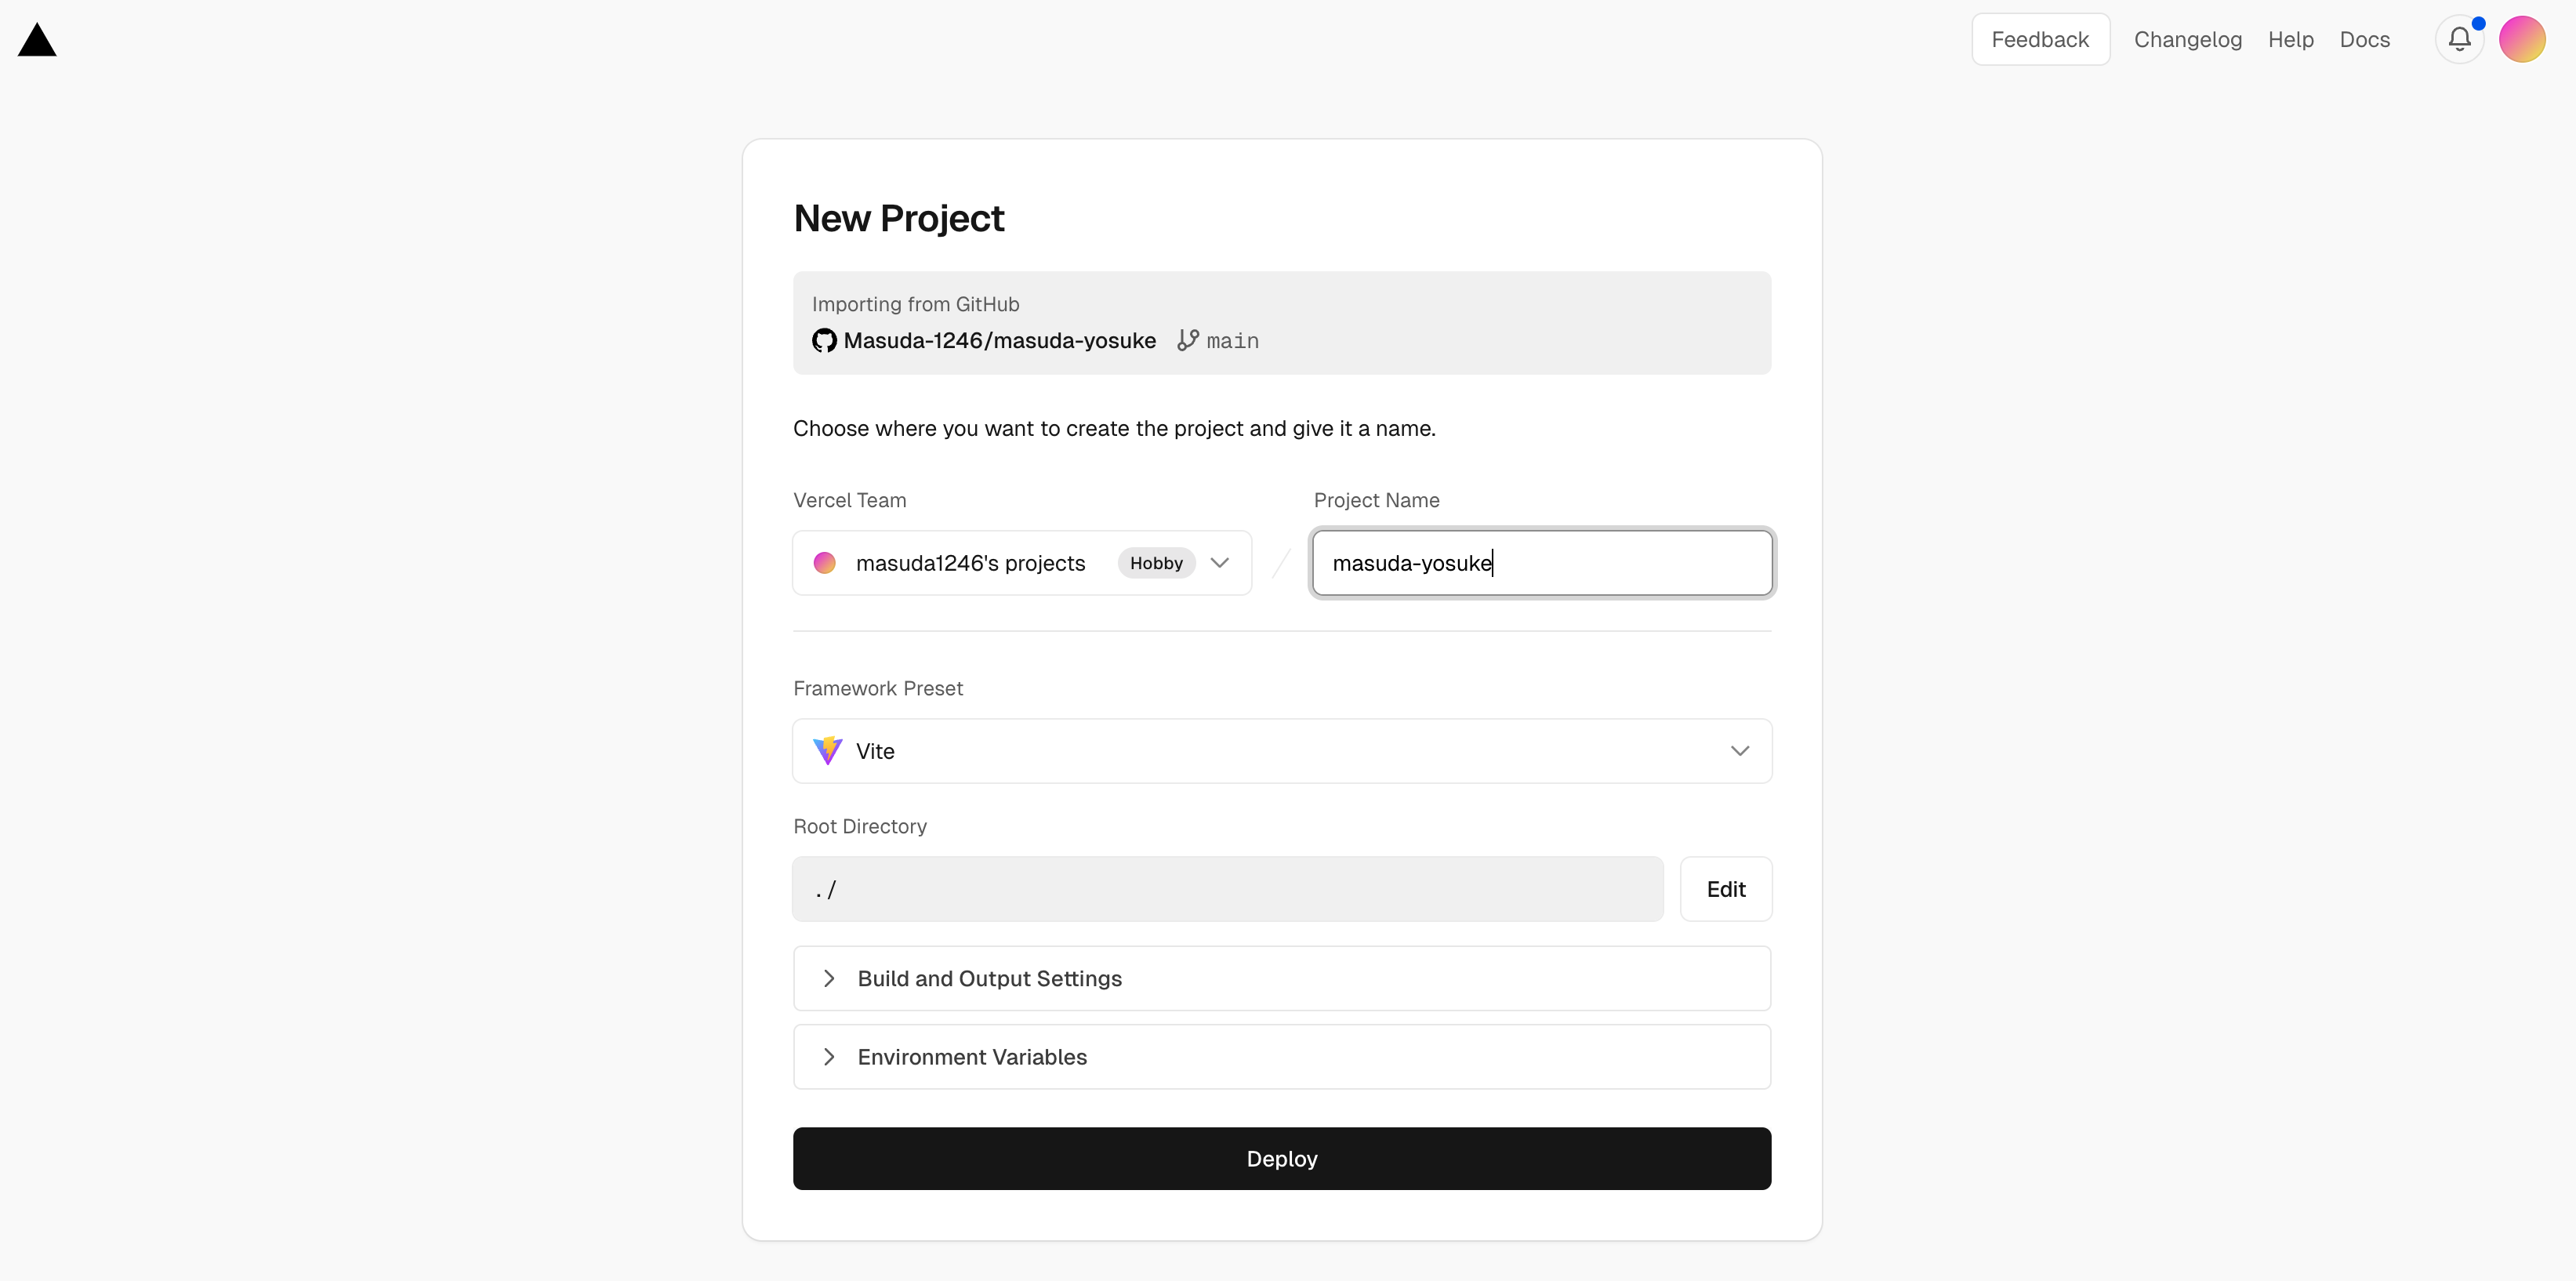 Feedback Changelog Help Docs
New Project
Importing from GitHub
Masuda-1246/masuda-yosuke main
Choose where you want to create the project and give it a name.
Vercel Team Project Name
masuda1246's projects Hobby / masuda-yosuke
Framework Preset
Vite
Root Directory
./ Edit
Build and Output Settings
Environment Variables
Deploy